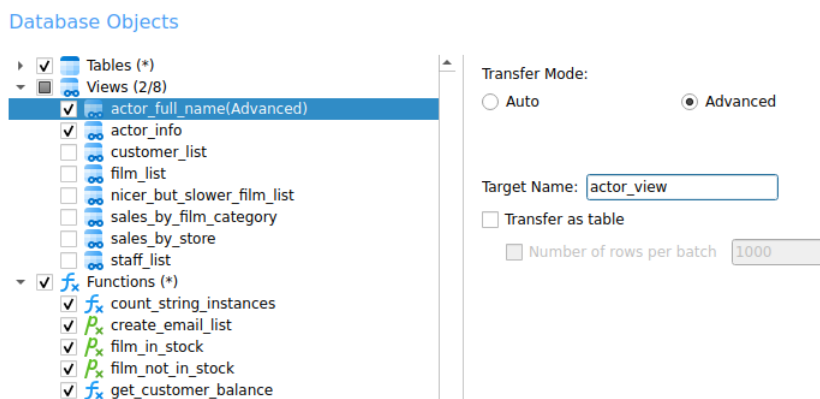 Database Objects
Tables (*)
Views (2/8)
actor_full_name(Advanced)
actor_info
customer_list
film_list
nicer_but_slower_film_list
sales_by_film_category
sales_by_store
staff_list
Functions (*)
count_string_instances
create_email_list
film_in_stock
film_not_in_stock
get_customer_balance
Transfer Mode:
Auto
Advanced
Target Name: actor_view
Transfer as table
Number of rows per batch 1000